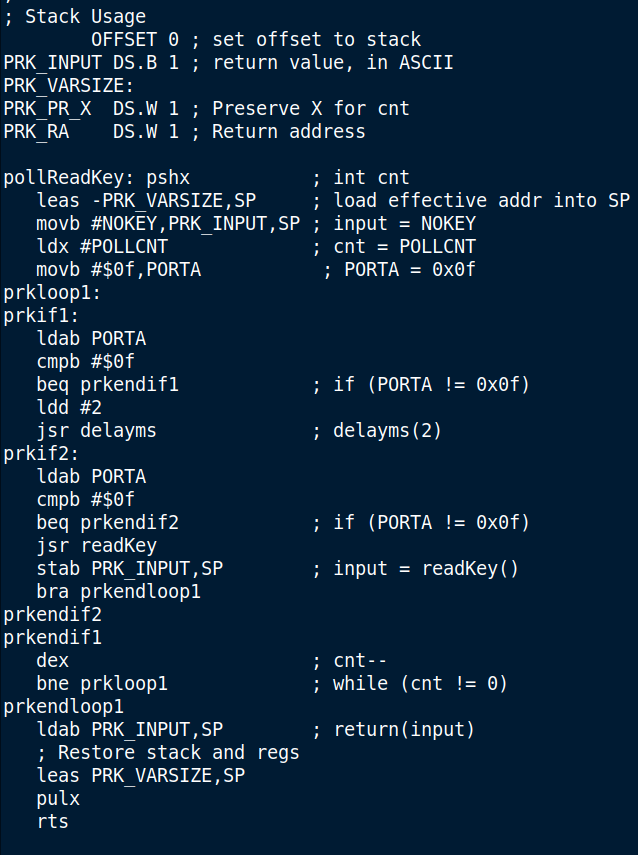 ; Stack Usage
        OFFSET 0 ; set offset to stack
PRK_INPUT DS.B 1 ; return value, in ASCII
PRK_VARSIZE:
PRK_PR_X  DS.W 1 ; Preserve X for cnt
PRK_RA    DS.W 1 ; Return address

pollReadKey: pshx           ; int cnt
   leas -PRK_VARSIZE,SP     ; load effective addr into SP
   movb #NOKEY,PRK_INPUT,SP ; input = NOKEY
   ldx #POLLCNT             ; cnt = POLLCNT
   movb #$0f,PORTA           ; PORTA = 0x0f
prkloop1:
prkif1:
   ldab PORTA
   cmpb #$0f
   beq prkendif1            ; if (PORTA != 0x0f)
   ldd #2
   jsr delayms              ; delayms(2)
prkif2:
   ldab PORTA
   cmpb #$0f
   beq prkendif2            ; if (PORTA != 0x0f)
   jsr readKey
   stab PRK_INPUT,SP        ; input = readKey()
   bra prkendloop1
prkendif2
prkendif1
   dex                      ; cnt--
   bne prkloop1             ; while (cnt != 0)
prkendloop1
   ldab PRK_INPUT,SP        ; return(input)
   ; Restore stack and regs
   leas PRK_VARSIZE,SP
   pulx
   rts